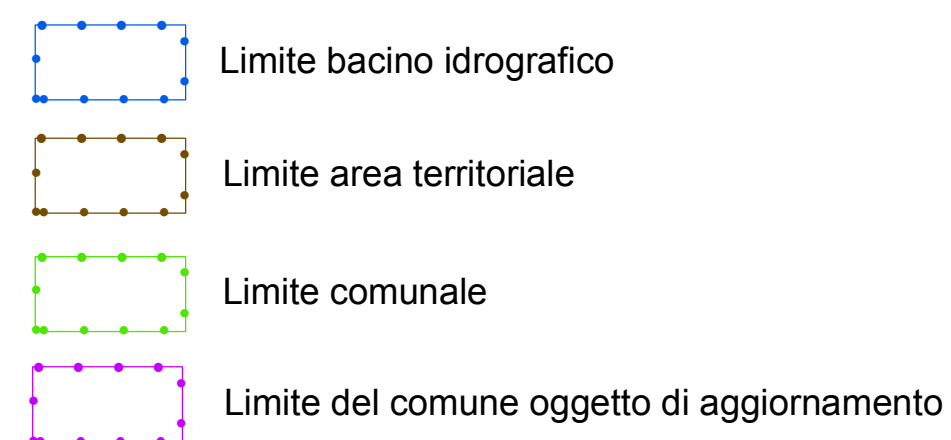 Limite bacino idrografico
Limite area territoriale
Limite comunale
Limite del comune oggetto di aggiornamento